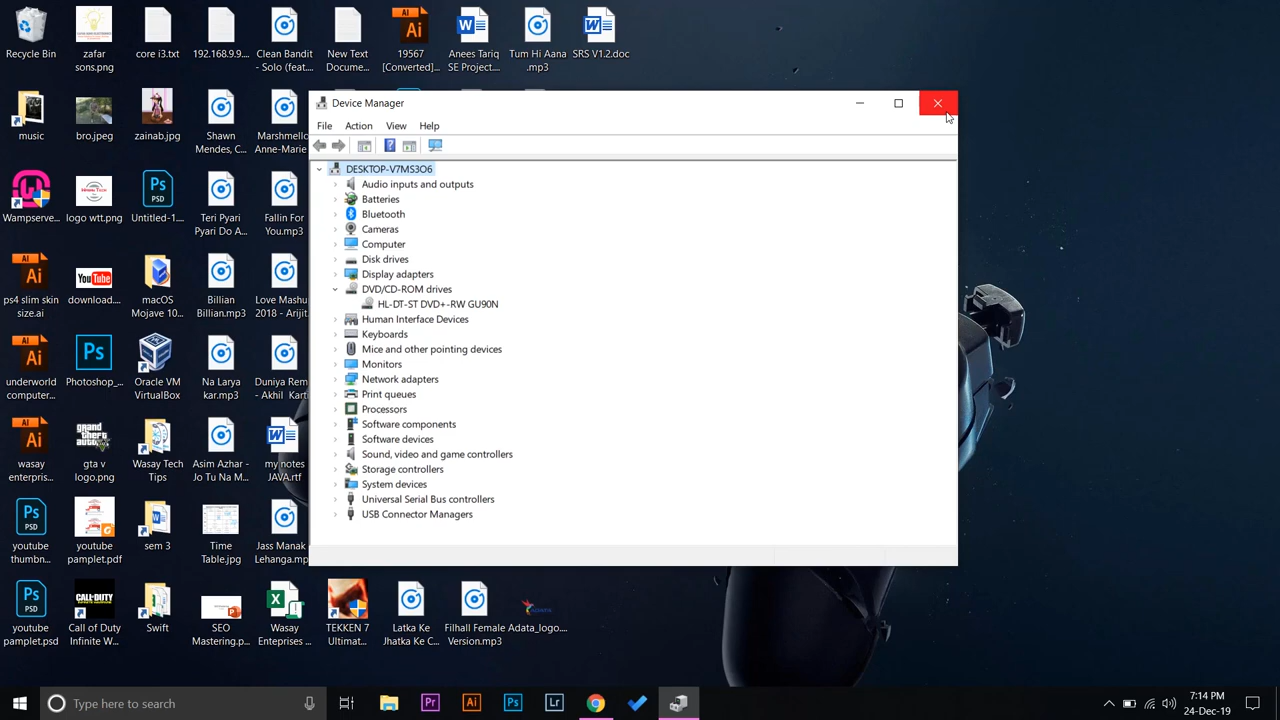 Recycle Bin
zafar
sons.png
core i3.txt
192.168.9.9...
Clean Bandit
- Solo (feat....
New Text
Docume...
19567
[Converted]...
Anees Tariq
SE Project....
Tum Hi Aana
.mp3
SRS V1.2.doc
music
bro.jpeg
zainab.jpg
Shawn
Mendes, C...
Marshmello
Anne-Marie
Wampserve...
logo wtt.png
Untitled-1....
Teri Pyari
Pyari Do A...
Fallin For
You.mp3
ps4 slim skin
size.ai
download....
macOS
Mojave 10...
Billian
Billian.mp3
Love Mashu
2018 - Arijit
underworld
computer...
Photoshop_...
Oracle VM
VirtualBox
Na Larya
kar.mp3
Duniya Rem
- Akhil Karti
wasay
enterpris...
gta v
logo.png
Wasay Tech
Tips
Asim Azhar -
Jo Tu Na M...
my notes
JAVA.rtf
youtube
thumbn...
youtube
pamplet.pdf
sem 3
Time
Table.jpg
Jass Manak
Lehanga.m...
youtube
pamplet.psd
Call of Duty
Infinite W...
Swift
SEO
Mastering.p...
Wasay
Enteprises ...
TEKKEN 7
Ultimat...
Latka Ke
Jhatka Ke C...
Filhall Female
Version.mp3
Adata_logo....
Device Manager
File Action View Help
DESKTOP-V7MS3O6
Audio inputs and outputs
Batteries
Bluetooth
Cameras
Computer
Disk drives
Display adapters
DVD/CD-ROM drives
HL-DT-ST DVD+-RW GU90N
Human Interface Devices
Keyboards
Mice and other pointing devices
Monitors
Network adapters
Print queues
Processors
Software components
Software devices
Sound, video and game controllers
Storage controllers
System devices
Universal Serial Bus controllers
USB Connector Managers
Type here to search
Pr
Ai
Ps
Lr
7:14 PM
24-Dec-19